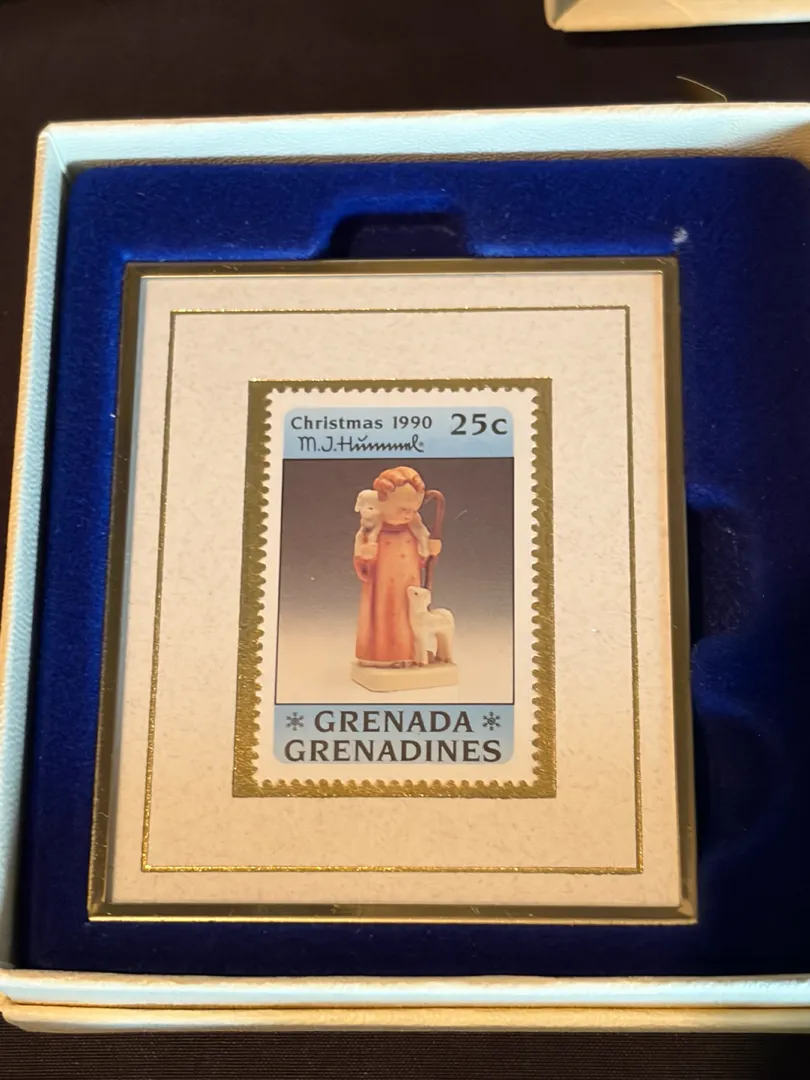 Christmas 1990 25c
M.J.Hummel®
GRENADA
GRENADINES